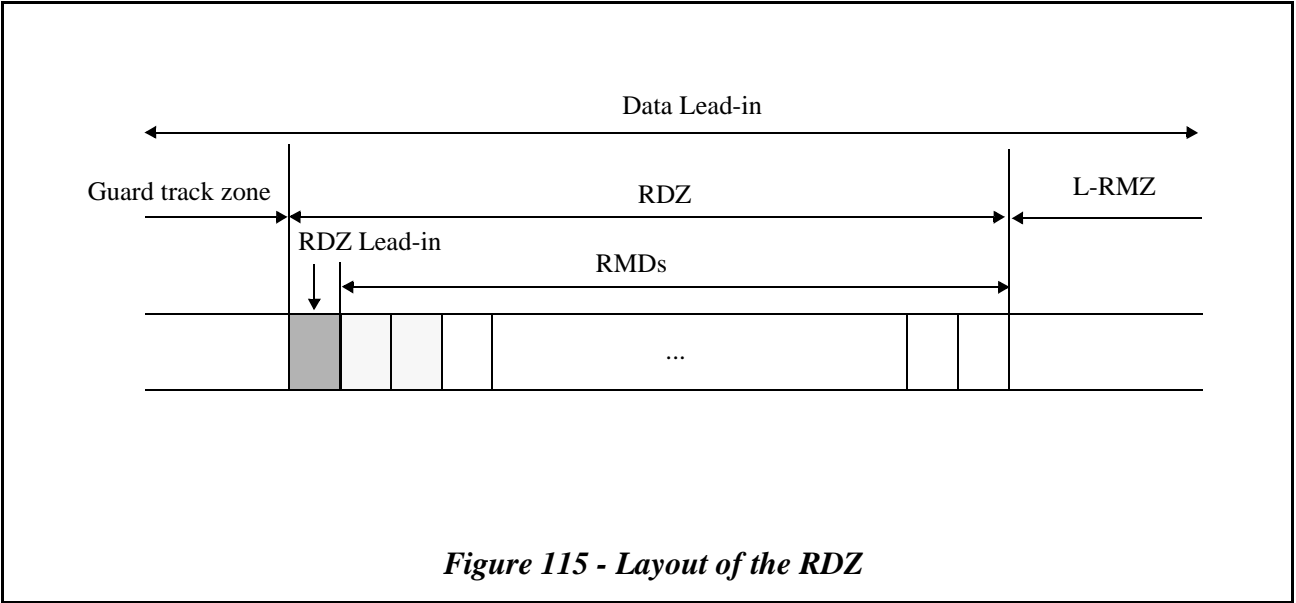 Data Lead-in
Guard track zone
RDZ
L-RMZ
RDZ Lead-in
RMDs
...
Figure 115 - Layout of the RDZ